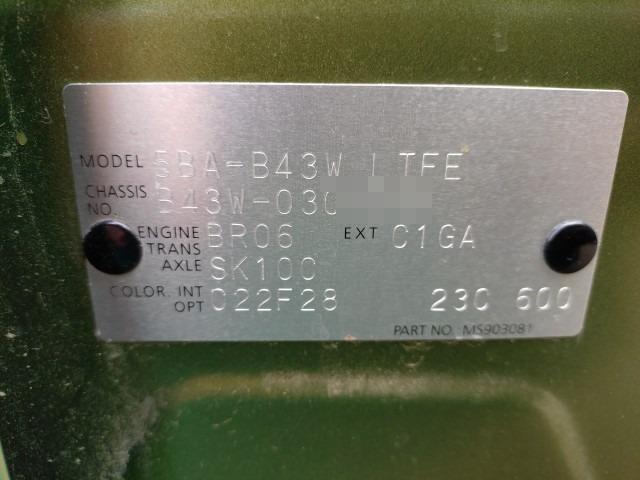 MODEL 5BA-B43W LTFE
CHASSIS NO. B43W-030
ENGINE BR06 EXT C1GA
TRANS AXLE SK10C
COLOR. INT
OPT C22F28 23C 600
PART NO. MS903081